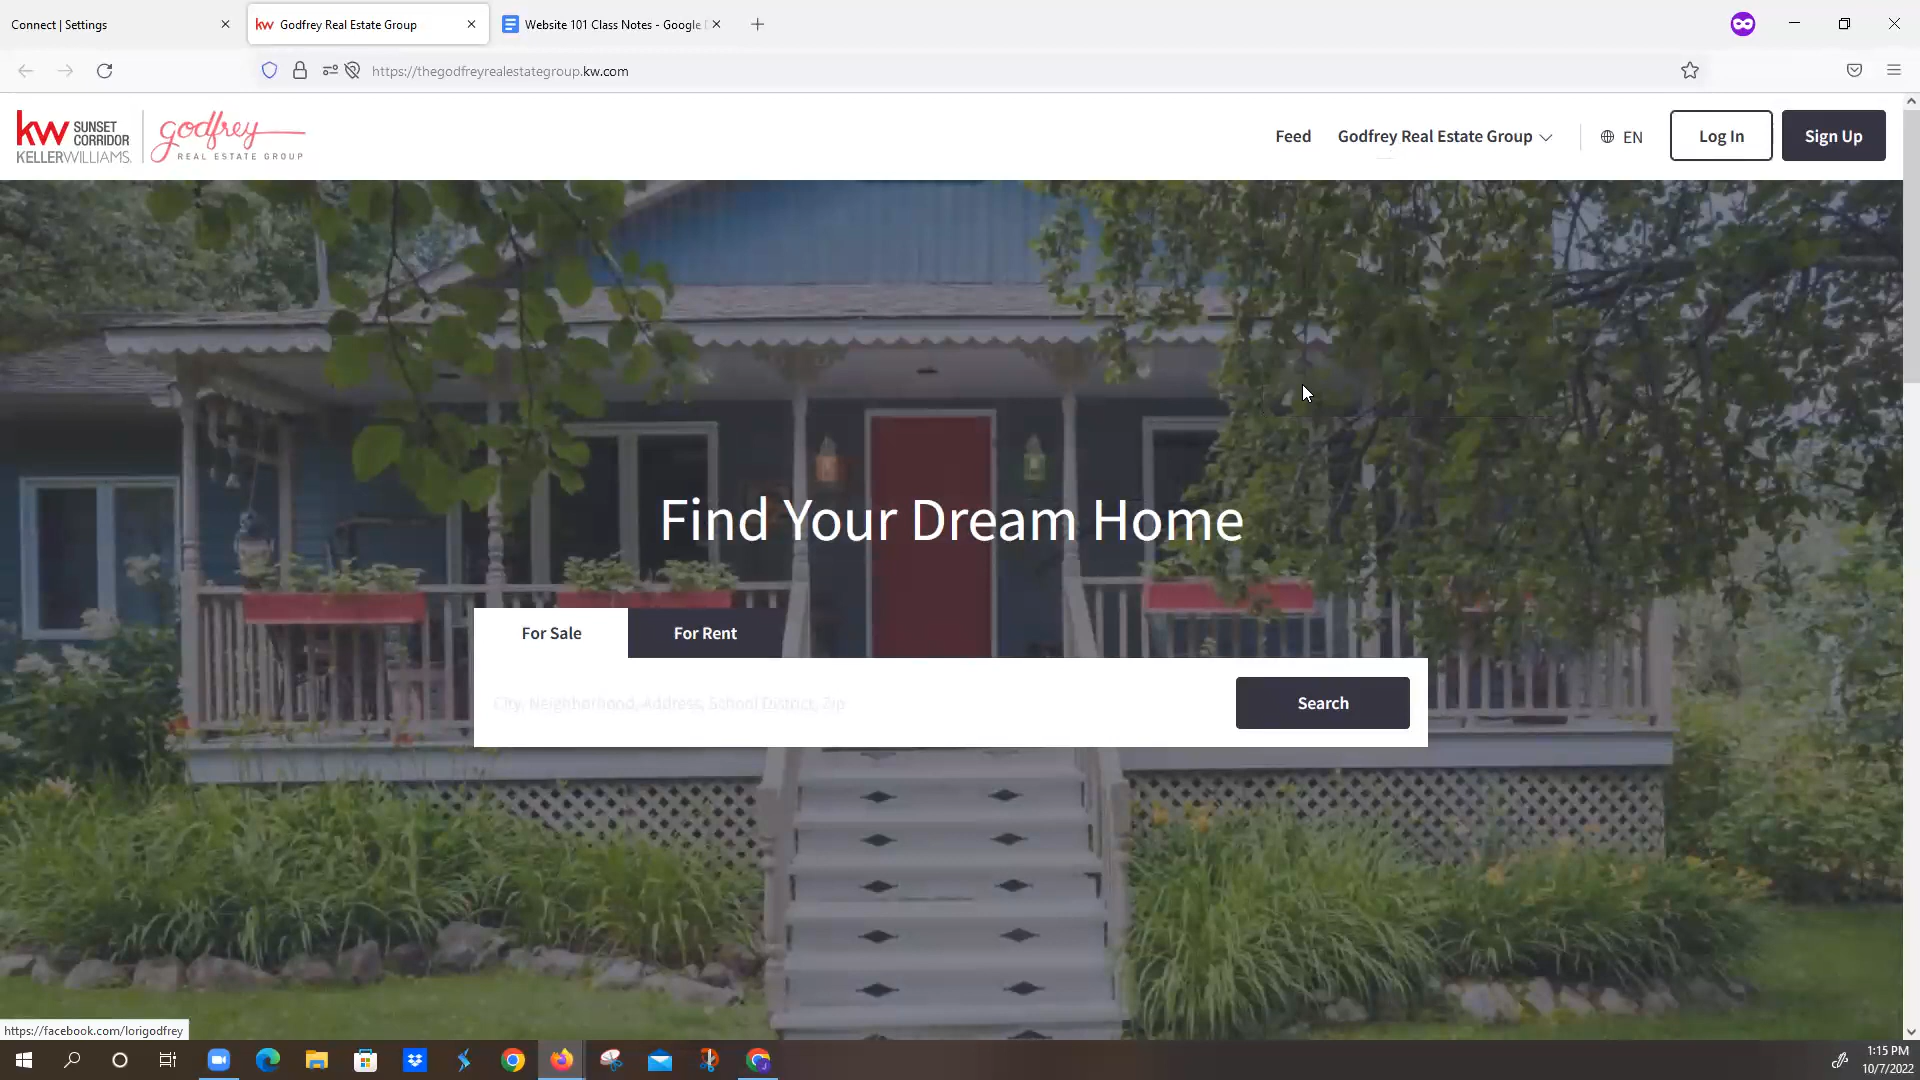 Connect | Settings
kw Godfrey Real Estate Group
Website 101 Class Notes - Google
https://thegodfreyrealestategroup.kw.com
kw SUNSET CORRIDOR
KELLERWILLIAMS.
godfrey
REAL ESTATE GROUP
Feed
Godfrey Real Estate Group
EN
Log In
Sign Up
Find Your Dream Home
For Sale
For Rent
City, Neighborhood, Address, School District, Zip
Search
https://facebook.com/lorigodfrey
1:15 PM
10/7/2022